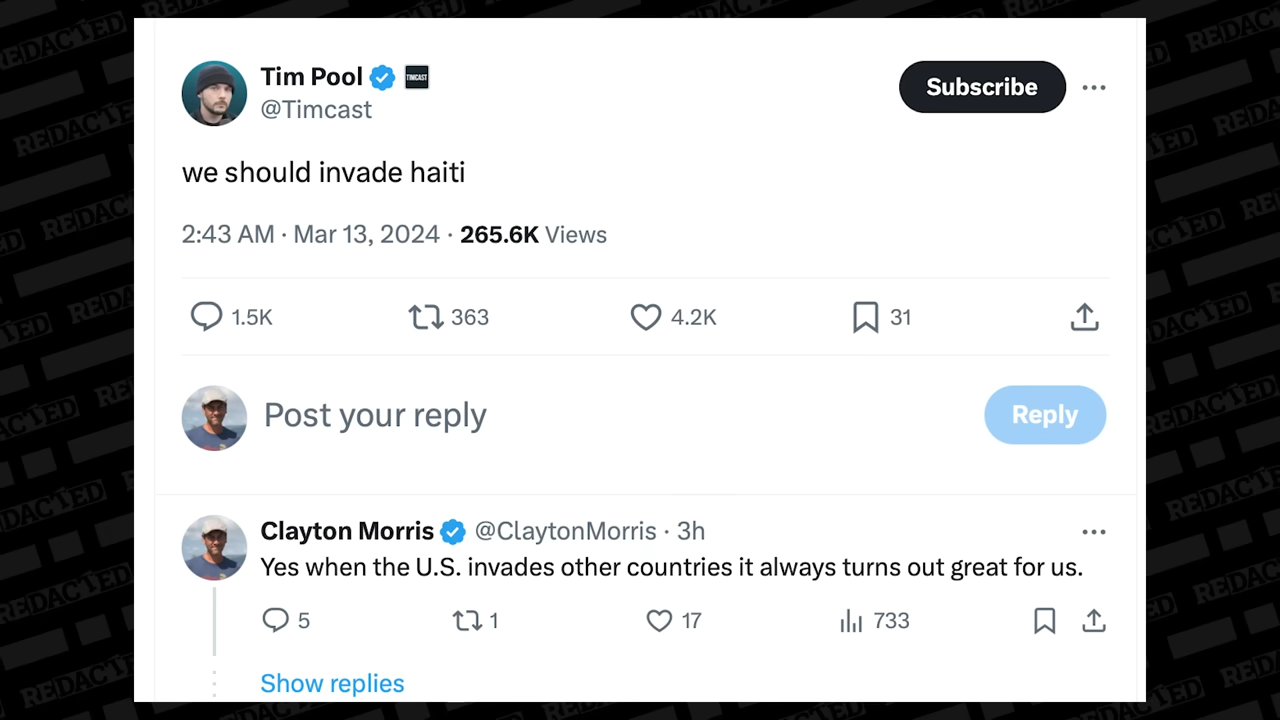 Tim Pool TIMCAST
@Timcast
Subscribe
we should invade haiti
2:43 AM · Mar 13, 2024 · 265.6K Views
1.5K 363 4.2K 31
Post your reply
Reply
Clayton Morris @ClaytonMorris · 3h
Yes when the U.S. invades other countries it always turns out great for us.
5 1 17 733
Show replies
REDACTED